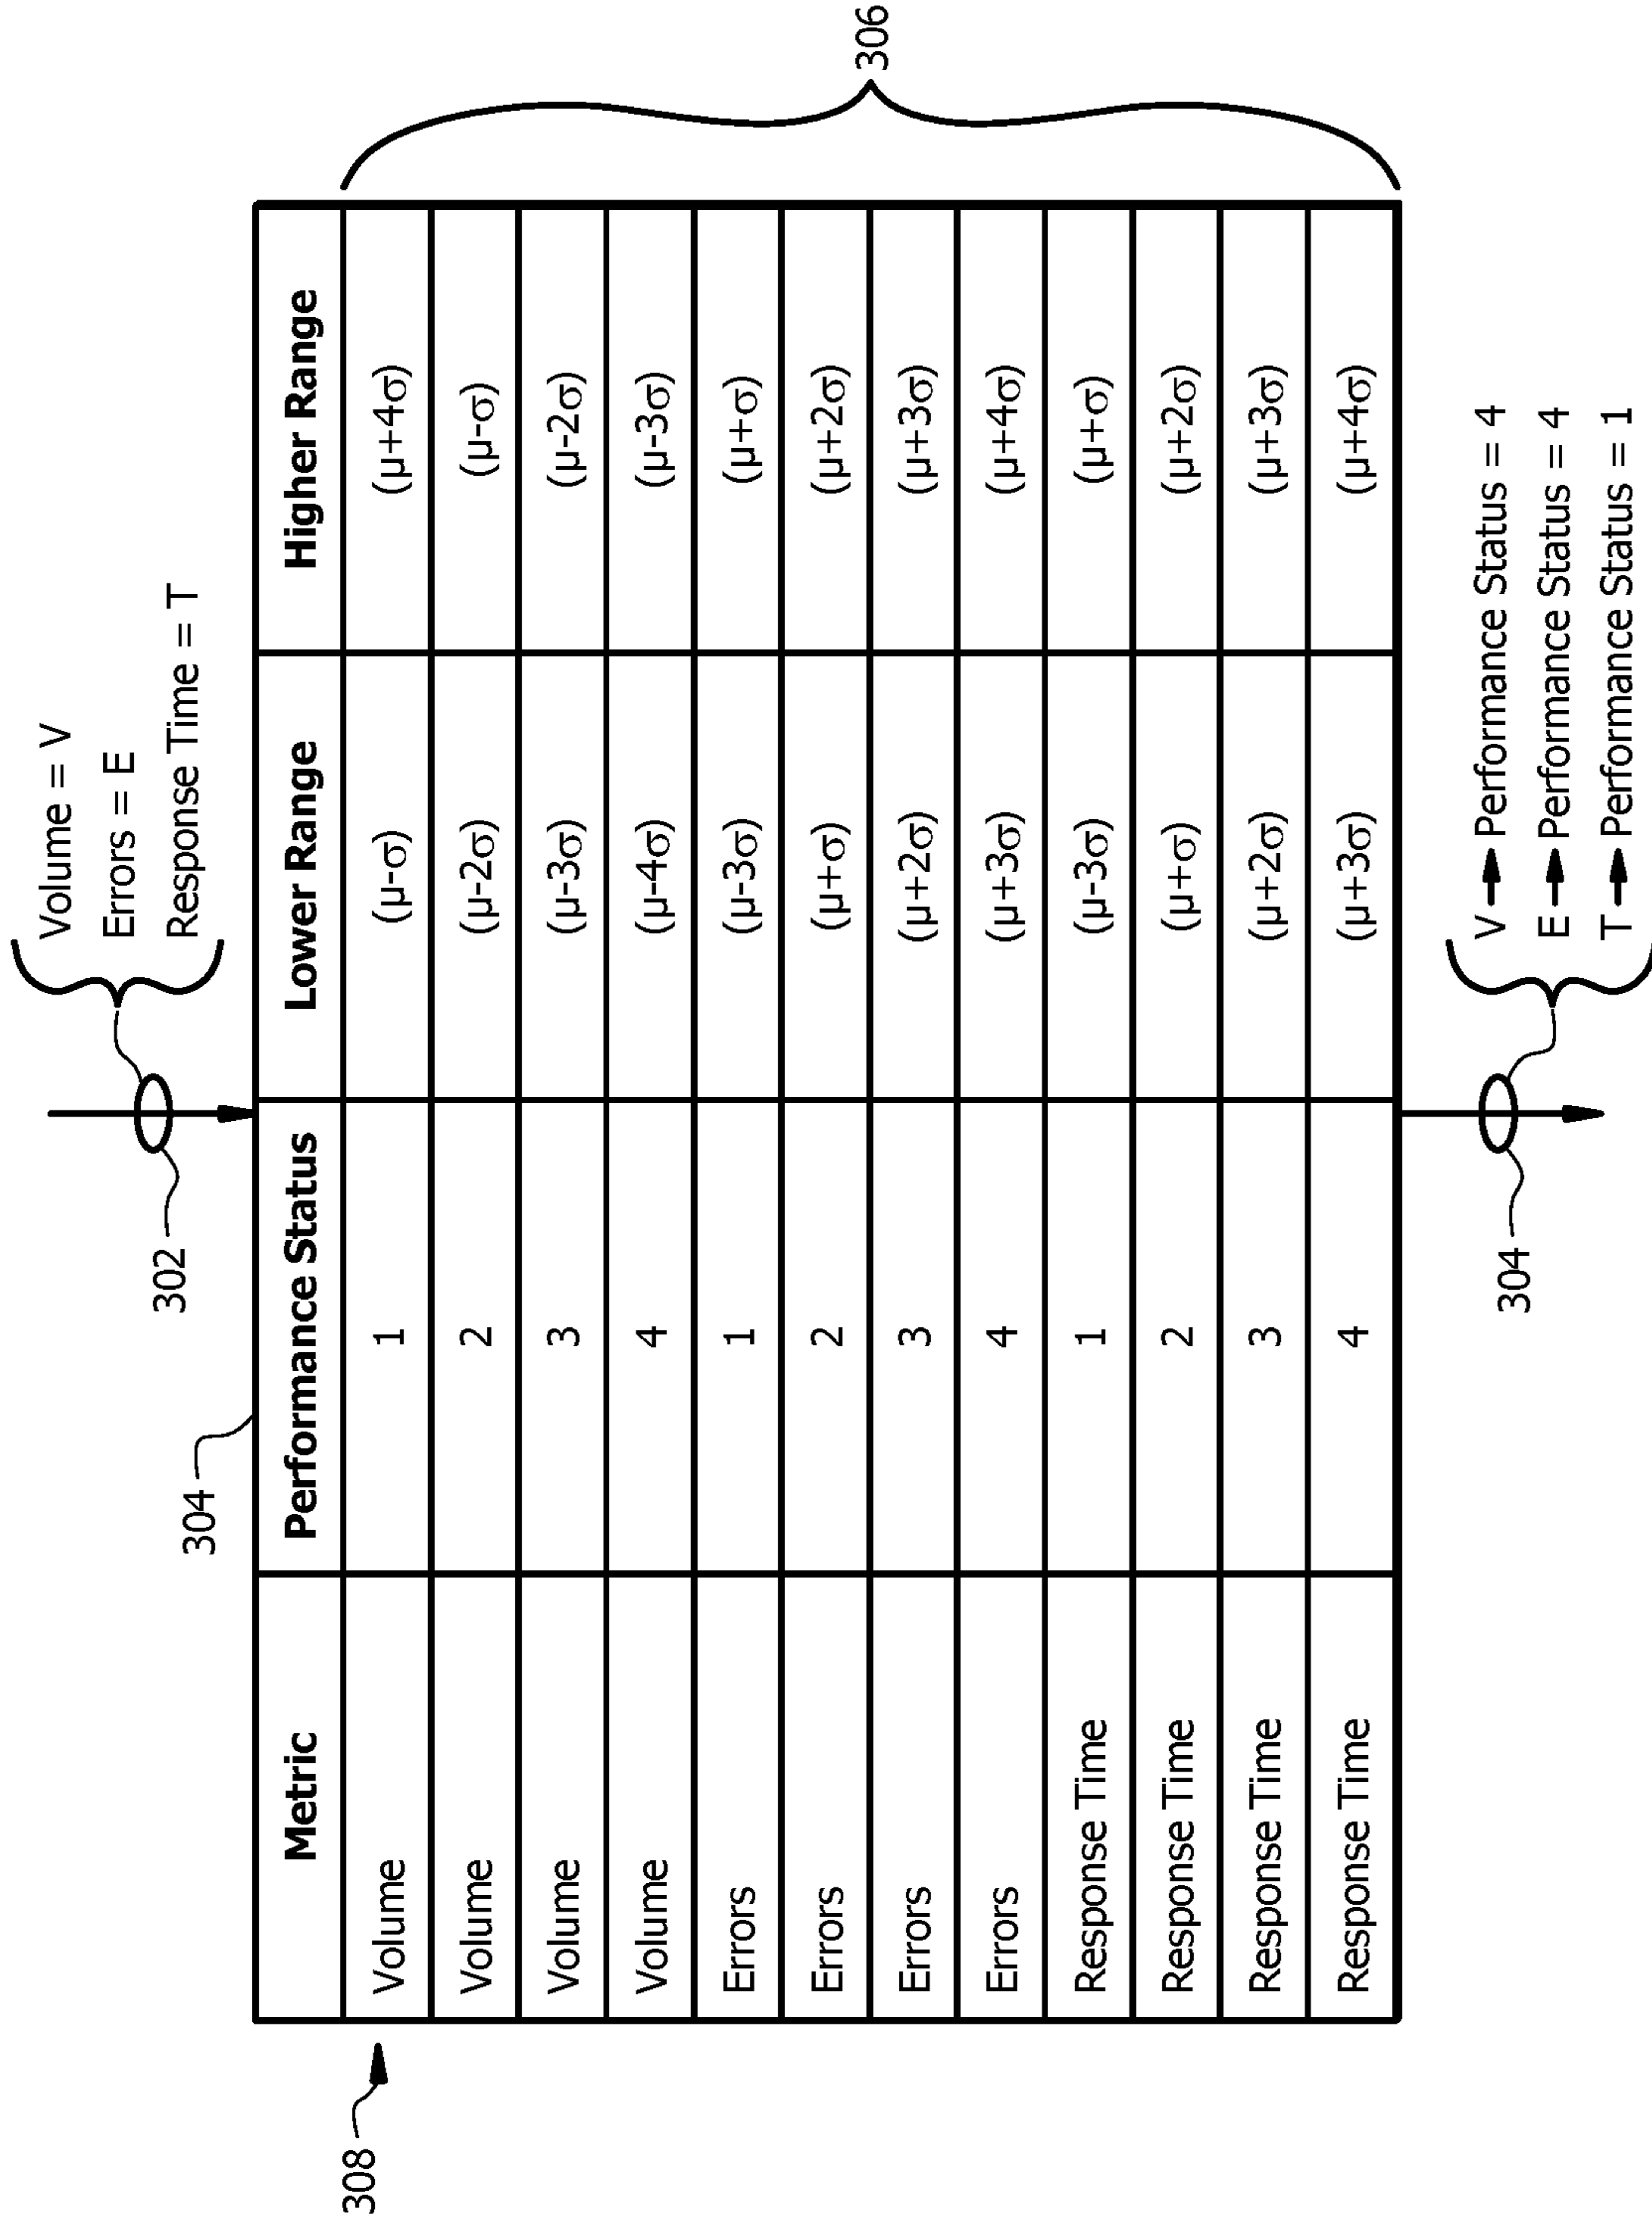 Volume = V
Errors = E
Response Time = T
302
304
Metric Performance Status Lower Range Higher Range
308
Volume 1 (μ-σ) (μ+4σ)
Volume 2 (μ-2σ) (μ-σ)
Volume 3 (μ-3σ) (μ-2σ)
Volume 4 (μ-4σ) (μ-3σ)
Errors 1 (μ-3σ) (μ+σ)
Errors 2 (μ+σ) (μ+2σ)
Errors 3 (μ+2σ) (μ+3σ)
Errors 4 (μ+3σ) (μ+4σ)
Response Time 1 (μ-3σ) (μ+σ)
Response Time 2 (μ+σ) (μ+2σ)
Response Time 3 (μ+2σ) (μ+3σ)
Response Time 4 (μ+3σ) (μ+4σ)
306
304
V → Performance Status = 4
E → Performance Status = 4
T → Performance Status = 1